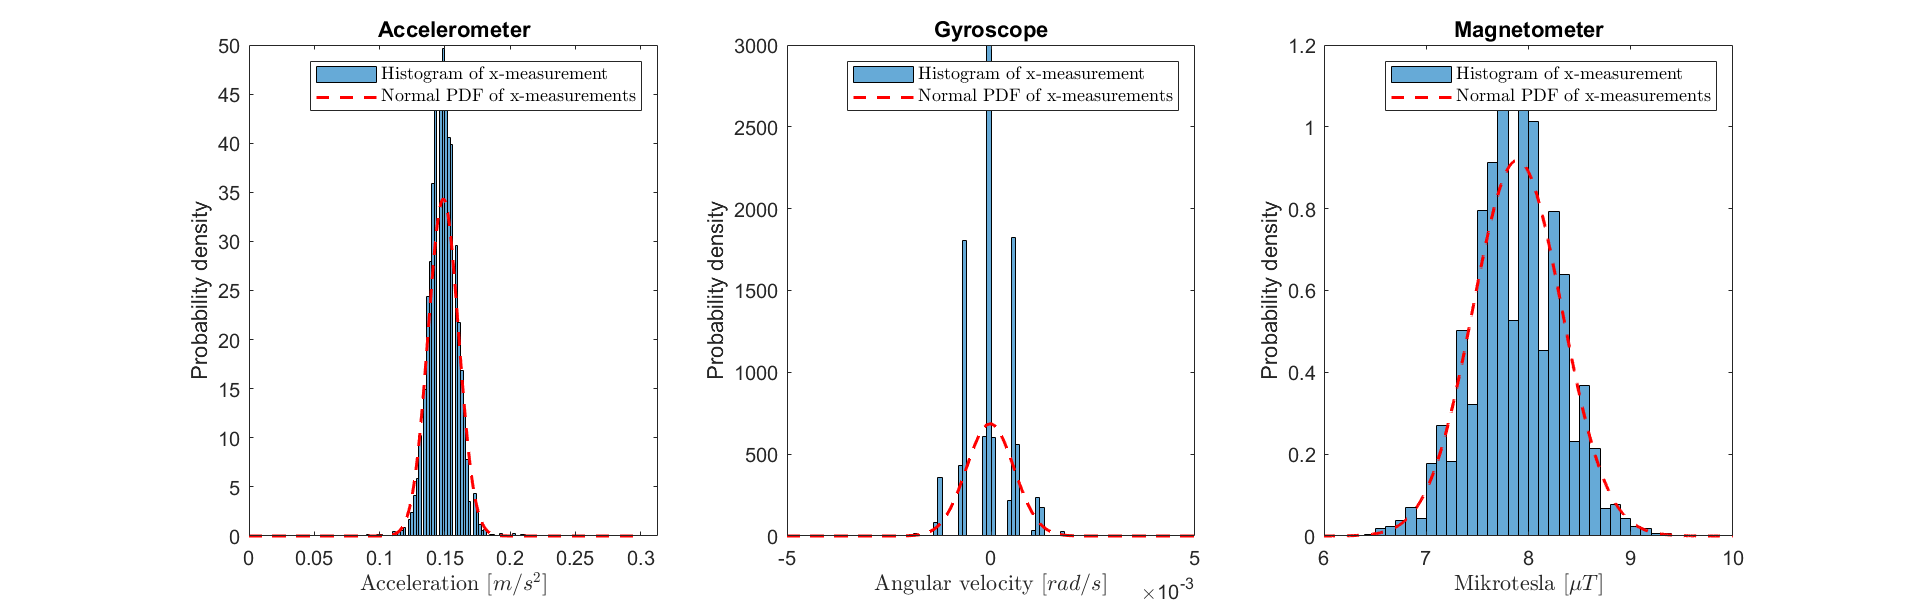 Accelerometer
50
45
40
35
30
25
20
15
10
5
0
Probability density
Histogram of x-measurement
Normal PDF of x-measurements
0 0.05 0.1 0.15 0.2 0.25 0.3
Acceleration [m/s²]
Gyroscope
3000
2500
2000
1500
1000
500
0
Probability density
Histogram of x-measurement
Normal PDF of x-measurements
-5 0 5
Angular velocity [rad/s]
×10⁻³
Magnetometer
1.2
1
0.8
0.6
0.4
0.2
0
Probability density
Histogram of x-measurement
Normal PDF of x-measurements
6 7 8 9 10
Mikrotesla [μT]